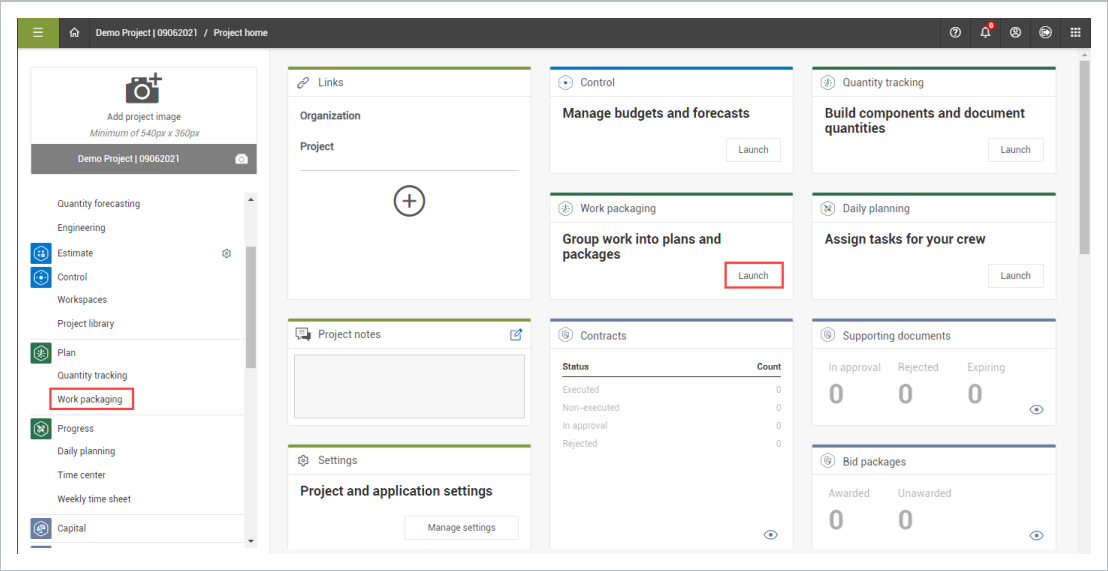 Demo Project | 09062021 / Project home
0
Add project image
Minimum of 540px x 360px
Demo Project | 09062021
Quantity forecasting
Engineering
Estimate
Control
Workspaces
Project library
Plan
Quantity tracking
Work packaging
Progress
Daily planning
Time center
Weekly time sheet
Capital
Links
Organization
Project
Control
Manage budgets and forecasts
Launch
Quantity tracking
Build components and document
quantities
Launch
Work packaging
Group work into plans and
packages
Launch
Daily planning
Assign tasks for your crew
Launch
Project notes
Settings
Project and application settings
Manage settings
Contracts
Status Count
Executed 0
Non-executed 0
In approval 0
Rejected 0
Supporting documents
In approval Rejected Expiring
0 0 0
Bid packages
Awarded Unawarded
0 0